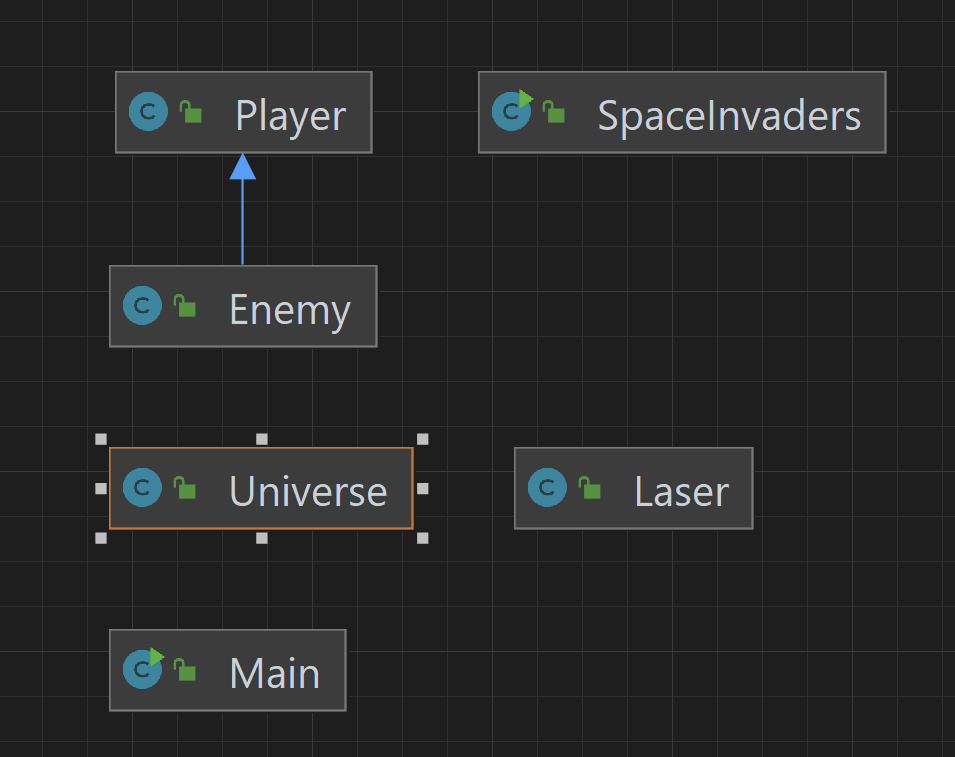 C Player
C SpaceInvaders
C Enemy
C Universe
C Laser
C Main